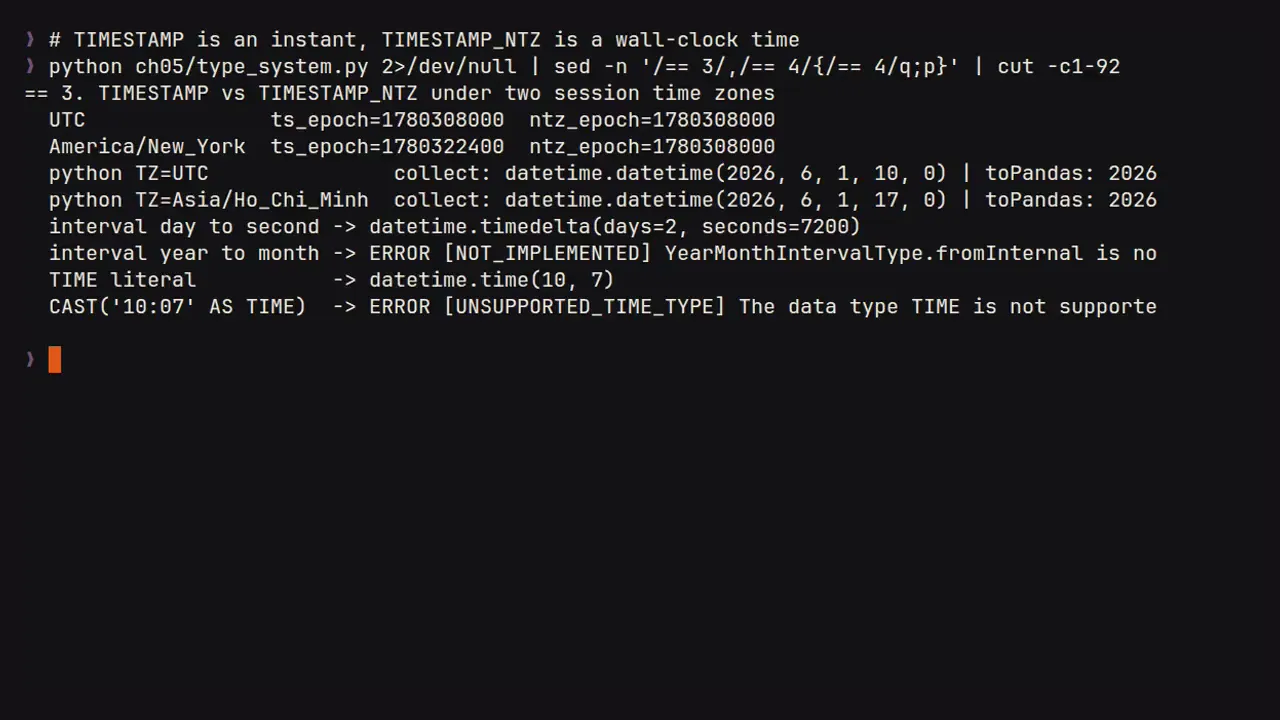 ❯ # TIMESTAMP is an instant, TIMESTAMP_NTZ is a wall-clock time
❯ python ch05/type_system.py 2>/dev/null | sed -n '/== 3/,/== 4/{/== 4/q;p}' | cut -c1-92
== 3. TIMESTAMP vs TIMESTAMP_NTZ under two session time zones
  UTC               ts_epoch=1780308000  ntz_epoch=1780308000
  America/New_York  ts_epoch=1780322400  ntz_epoch=1780308000
  python TZ=UTC               collect: datetime.datetime(2026, 6, 1, 10, 0) | toPandas: 2026
  python TZ=Asia/Ho_Chi_Minh  collect: datetime.datetime(2026, 6, 1, 17, 0) | toPandas: 2026
  interval day to second -> datetime.timedelta(days=2, seconds=7200)
  interval year to month -> ERROR [NOT_IMPLEMENTED] YearMonthIntervalType.fromInternal is no
  TIME literal           -> datetime.time(10, 7)
  CAST('10:07' AS TIME)  -> ERROR [UNSUPPORTED_TIME_TYPE] The data type TIME is not supporte
❯